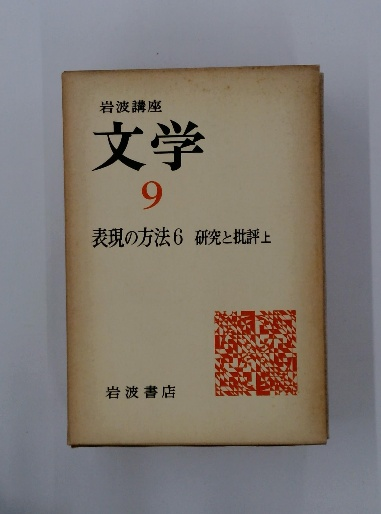 岩波講座
文学
9
表現の方法6 研究と批評上
岩波書店